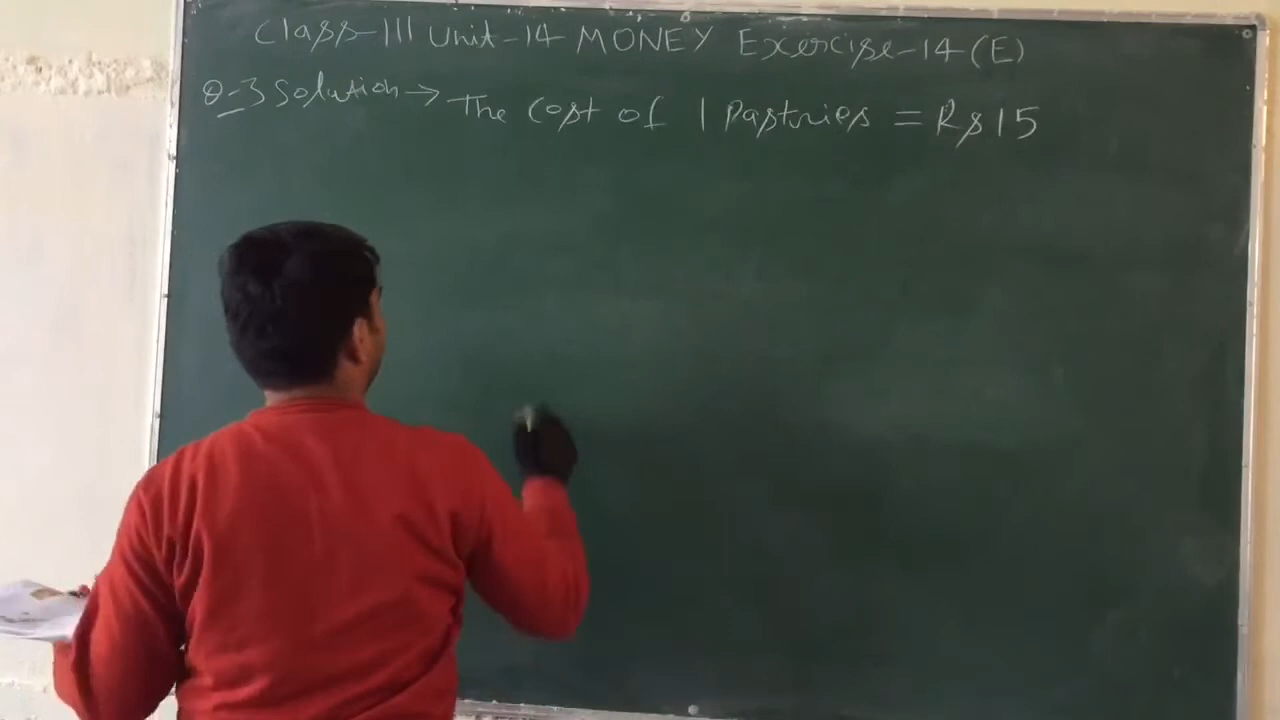 Class-III Unit-14 MONEY Exercise-14(E)
Q-3 Solution → The Cost of 1 Pastries = Rs 15